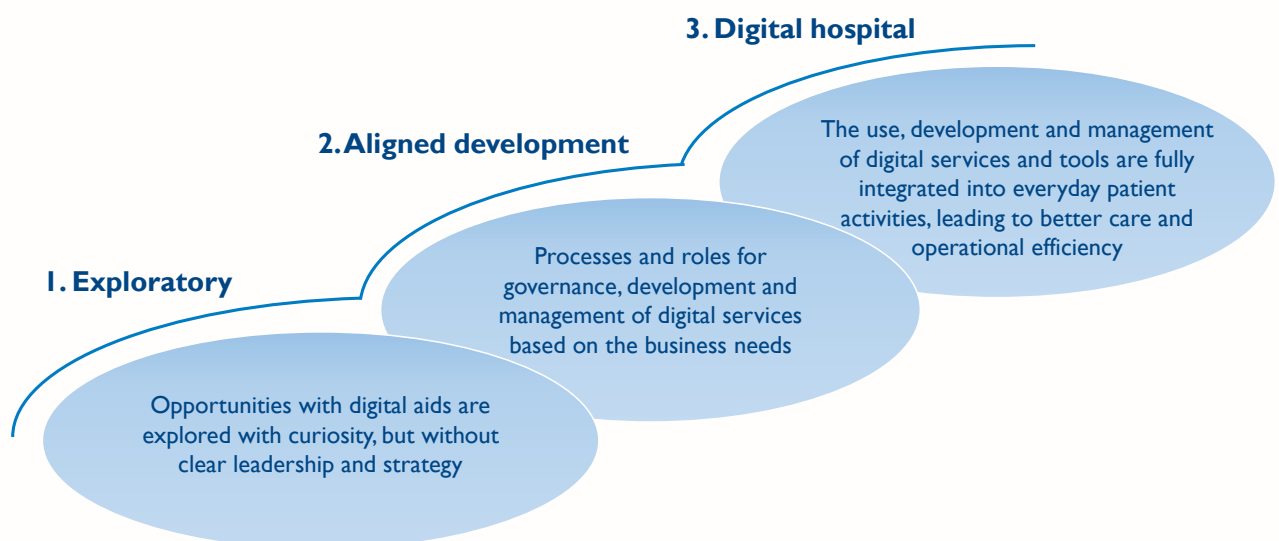 3. Digital hospital
The use, development and management
of digital services and tools are fully
integrated into everyday patient
activities, leading to better care and
operational efficiency
2. Aligned development
Processes and roles for
governance, development and
management of digital services
based on the business needs
1. Exploratory
Opportunities with digital aids are
explored with curiosity, but without
clear leadership and strategy